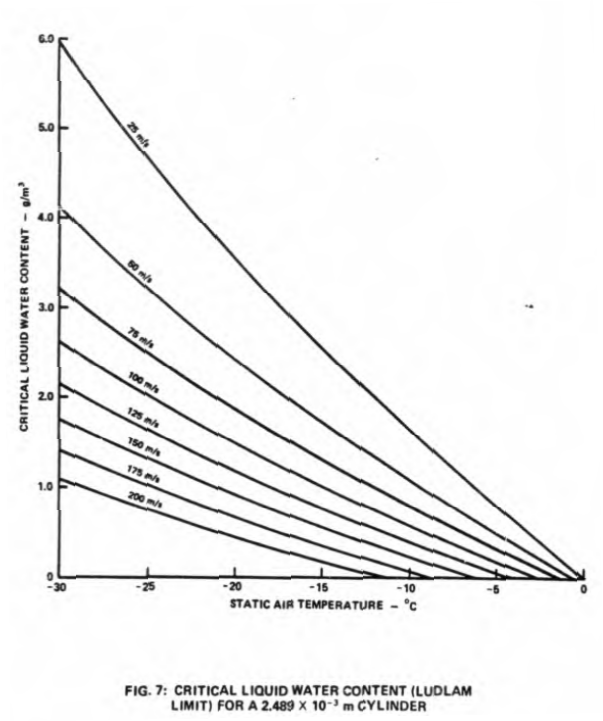 6.0
5.0
4.0
3.0
2.0
1.0
0
CRITICAL LIQUID WATER CONTENT – g/m³
25 m/s
50 m/s
75 m/s
100 m/s
125 m/s
150 m/s
175 m/s
200 m/s
-30 -25 -20 -15 -10 -5 0
STATIC AIR TEMPERATURE – °C
FIG. 7: CRITICAL LIQUID WATER CONTENT (LUDLAM
LIMIT) FOR A 2.489 X 10⁻³ m CYLINDER